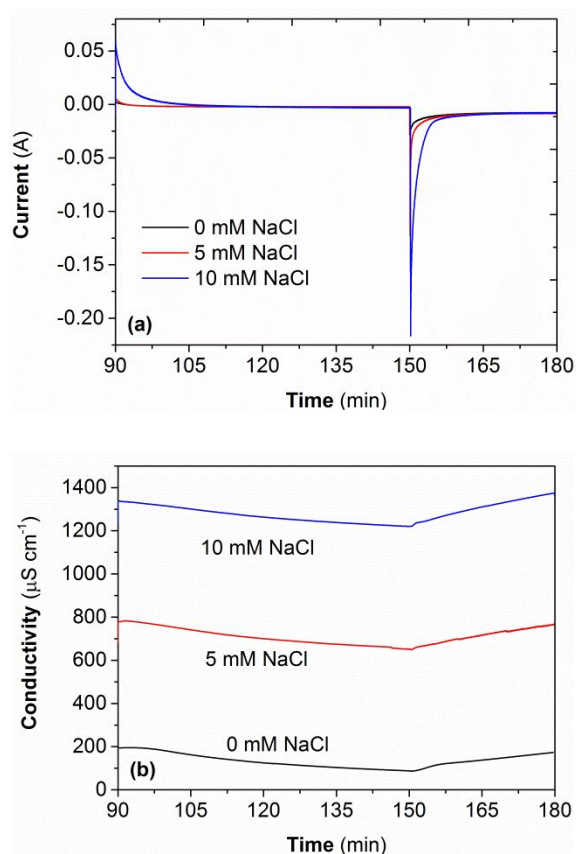 0.05
0.00
-0.05
-0.10
-0.15
-0.20
Current (A)
0 mM NaCl
5 mM NaCl
10 mM NaCl
(a)
90 105 120 135 150 165 180
Time (min)
1400
1200
1000
800
600
400
200
0
Conductivity (µS cm⁻¹)
10 mM NaCl
5 mM NaCl
0 mM NaCl
(b)
90 105 120 135 150 165 180
Time (min)